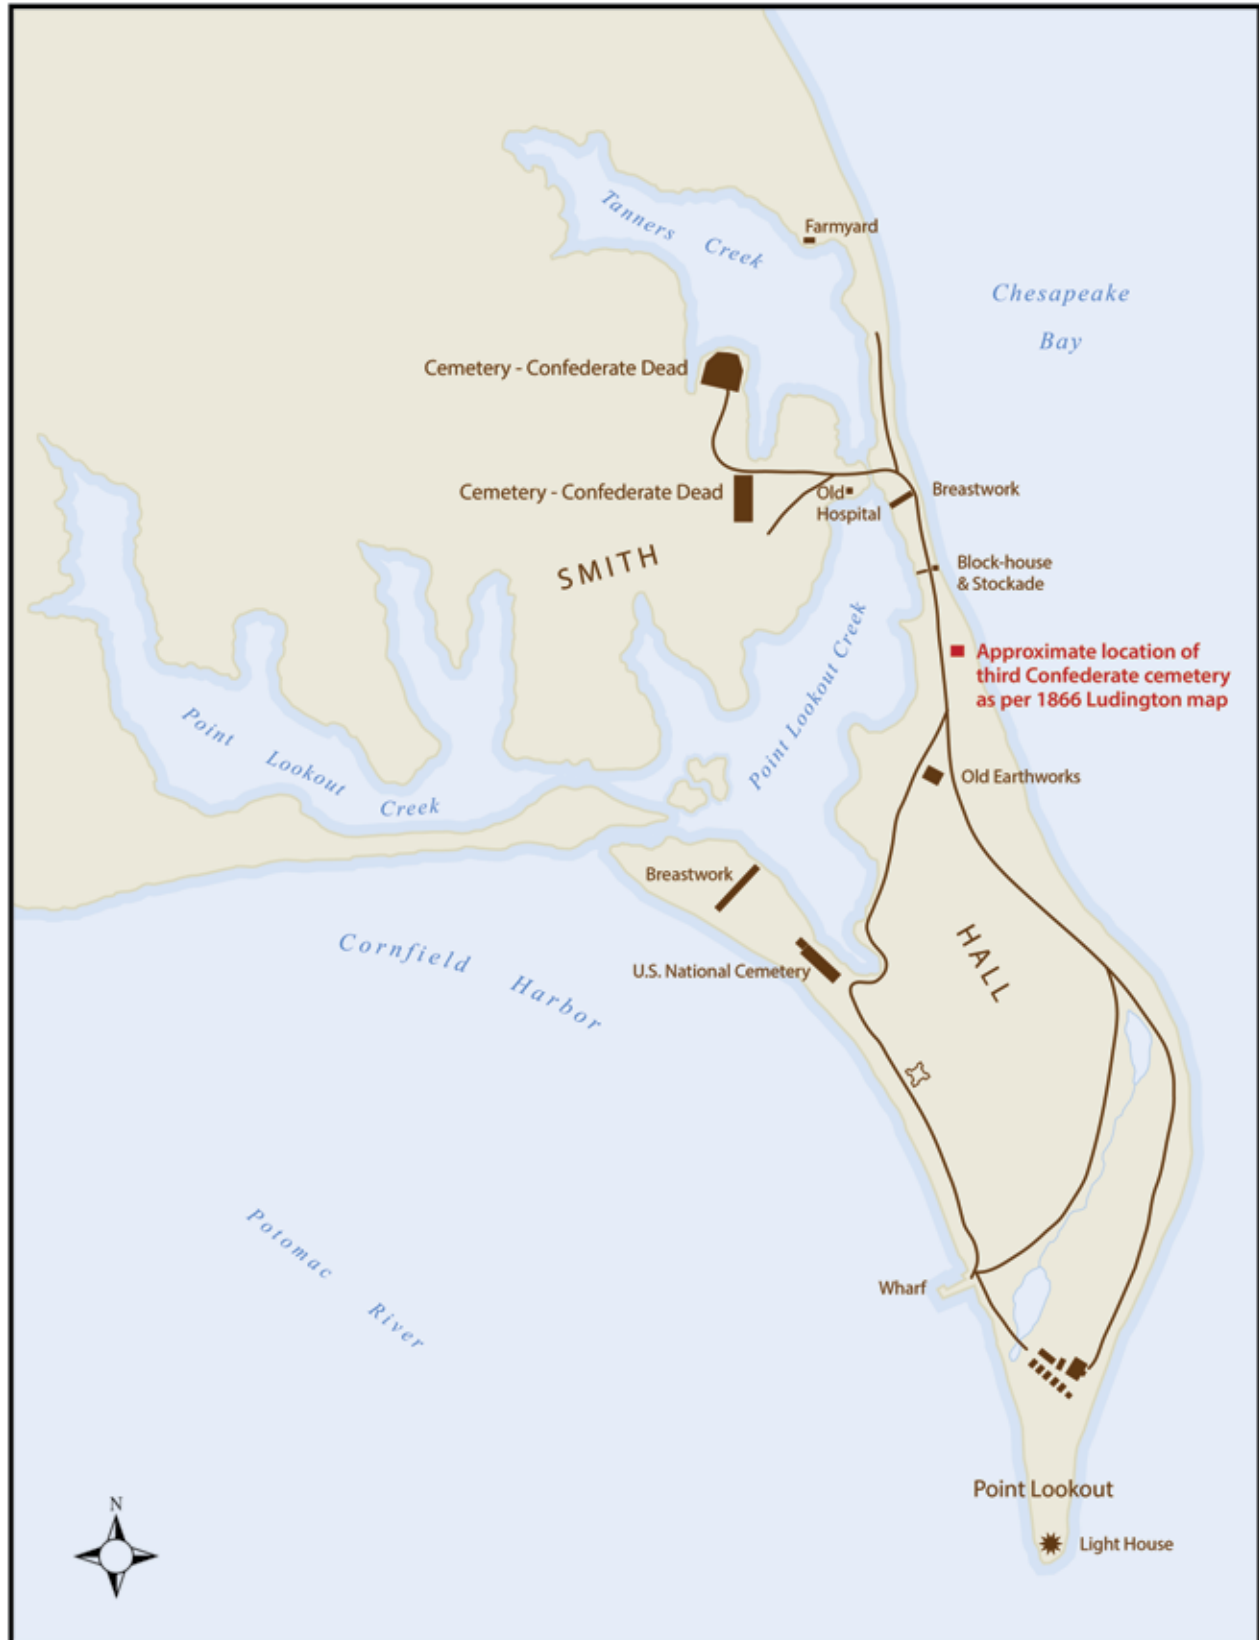 Tanners Creek
Farmyard
Chesapeake
Bay
Cemetery - Confederate Dead
Cemetery - Confederate Dead
Old
Hospital
Breastwork
SMITH
Block-house
& Stockade
Approximate location of
third Confederate cemetery
as per 1866 Ludington map
Point Lookout Creek
Point Lookout Creek
Old Earthworks
Breastwork
HALL
Cornfield Harbor
U.S. National Cemetery
Potomac River
Wharf
Point Lookout
N
Light House